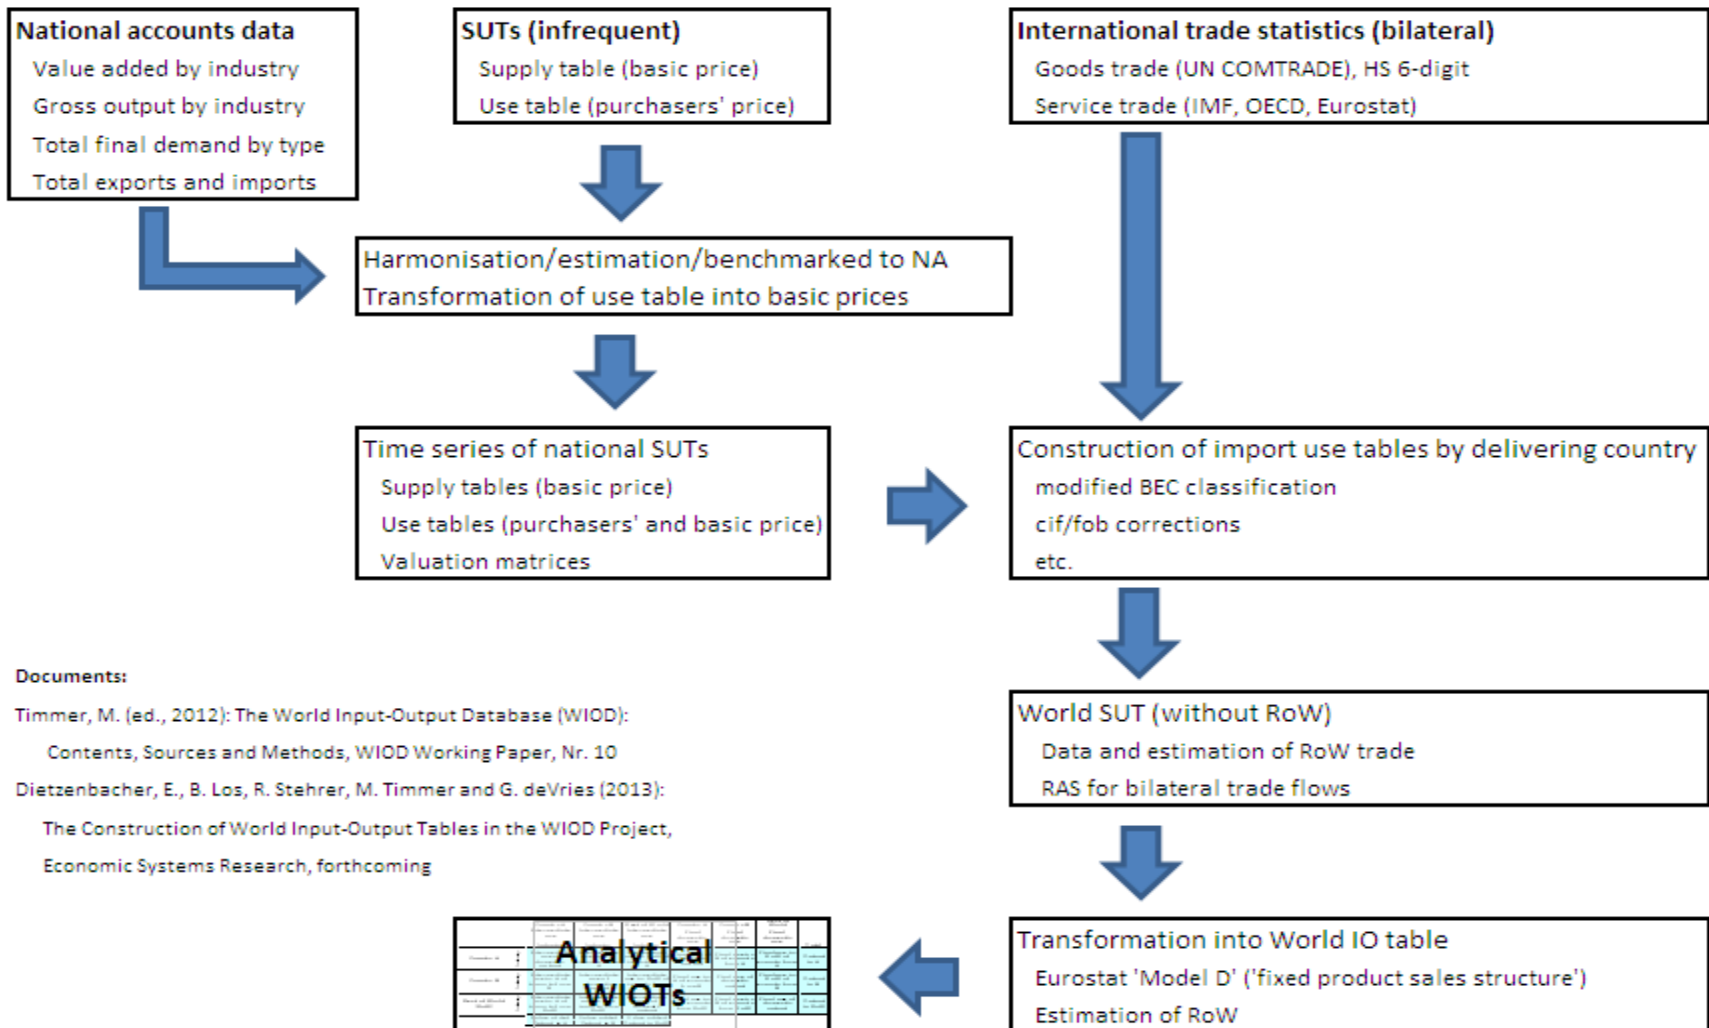 National accounts data
Value added by industry
Gross output by industry
Total final demand by type
Total exports and imports
SUTs (infrequent)
Supply table (basic price)
Use table (purchasers' price)
International trade statistics (bilateral)
Goods trade (UN COMTRADE), HS 6-digit
Service trade (IMF, OECD, Eurostat)
Harmonisation/estimation/benchmarked to NA
Transformation of use table into basic prices
Time series of national SUTs
Supply tables (basic price)
Use tables (purchasers' and basic price)
Valuation matrices
Construction of import use tables by delivering country
modified BEC classification
cif/fob corrections
etc.
Documents:
Timmer, M. (ed., 2012): The World Input-Output Database (WIOD):
Contents, Sources and Methods, WIOD Working Paper, Nr. 10
Dietzenbacher, E., B. Los, R. Stehrer, M. Timmer and G. deVries (2013):
The Construction of World Input-Output Tables in the WIOD Project,
Economic Systems Research, forthcoming
World SUT (without RoW)
Data and estimation of RoW trade
RAS for bilateral trade flows
Analytical
WIOTs
Transformation into World IO table
Eurostat 'Model D' ('fixed product sales structure')
Estimation of RoW